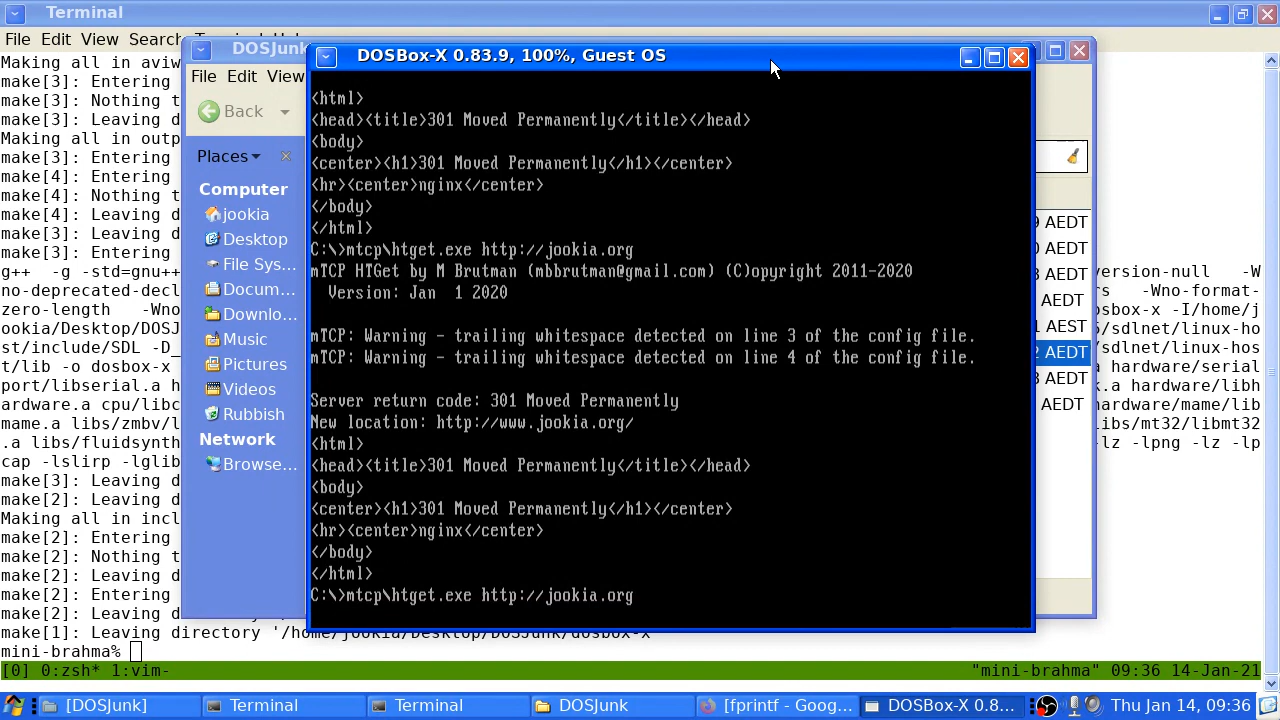 Terminal
File Edit View Search Terminal Help
Making all in aviw
make[3]: Entering
make[3]: Nothing t
make[3]: Leaving d
Making all in outp
make[3]: Entering
make[4]: Entering
make[4]: Nothing t
make[4]: Leaving d
make[3]: Leaving d
make[3]: Entering
g++ -g -std=gnu++
no-deprecated-decl
zero-length -Wno
ookia/Desktop/DOSJ
st/include/SDL -D_
t/lib -o dosbox-x
port/libserial.a h
ardware.a cpu/libc
mame.a libs/zmbv/l
.a libs/fluidsynth
cap -lslirp -lglib
make[3]: Leaving d
make[2]: Leaving d
Making all in incl
make[2]: Entering
make[2]: Nothing t
make[2]: Leaving d
make[2]: Entering
make[2]: Leaving d
make[1]: Leaving directory '/home/jookia/Desktop/DOSJunk/dosbox-x'
mini-brahma%
[0] 0:zsh* 1:vim- "mini-brahma" 09:36 14-Jan-21
DOSJunk
File Edit View
Back
Places
Computer
jookia
Desktop
File Sys...
Docum...
Downlo...
Music
Pictures
Videos
Rubbish
Network
Browse...
9 AEDT
0 AEDT
8 AEDT
AEDT
1 AEST
2 AEDT
8 AEDT
AEDT
version-null -W
rs -Wno-format-
osbox-x -I/home/j
6/sdlnet/linux-ho
s/sdlnet/linux-ho
a hardware/serial
k.a hardware/libh
hardware/mame/lib
libs/mt32/libmt32
-lz -lpng -lz -lp
DOSBox-X 0.83.9, 100%, Guest OS
<html>
<head><title>301 Moved Permanently</title></head>
<body>
<center><h1>301 Moved Permanently</h1></center>
<hr><center>nginx</center>
</body>
</html>
C:\>mtcp\htget.exe http://jookia.org
mTCP HTGet by M Brutman (mbbrutman@gmail.com) (C)opyright 2011-2020
Version: Jan 1 2020
mTCP: Warning - trailing whitespace detected on line 3 of the config file.
mTCP: Warning - trailing whitespace detected on line 4 of the config file.
Server return code: 301 Moved Permanently
New location: http://www.jookia.org/
<html>
<head><title>301 Moved Permanently</title></head>
<body>
<center><h1>301 Moved Permanently</h1></center>
<hr><center>nginx</center>
</body>
</html>
C:\>mtcp\htget.exe http://jookia.org
[DOSJunk]
Terminal
Terminal
DOSJunk
[fprintf - Goog...
DOSBox-X 0.8...
Thu Jan 14, 09:36